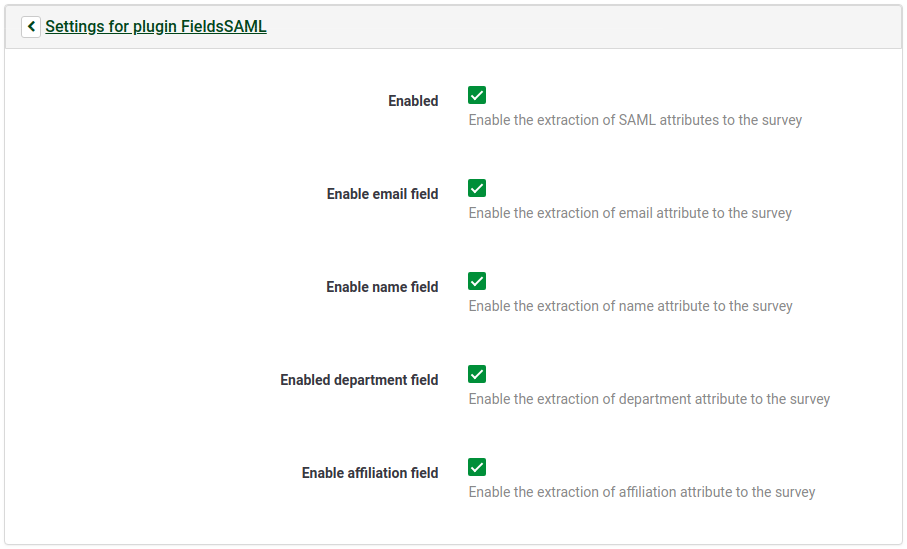 Settings for plugin FieldsSAML
Enabled
Enable the extraction of SAML attributes to the survey
Enable email field
Enable the extraction of email attribute to the survey
Enable name field
Enable the extraction of name attribute to the survey
Enabled department field
Enable the extraction of department attribute to the survey
Enable affiliation field
Enable the extraction of affiliation attribute to the survey